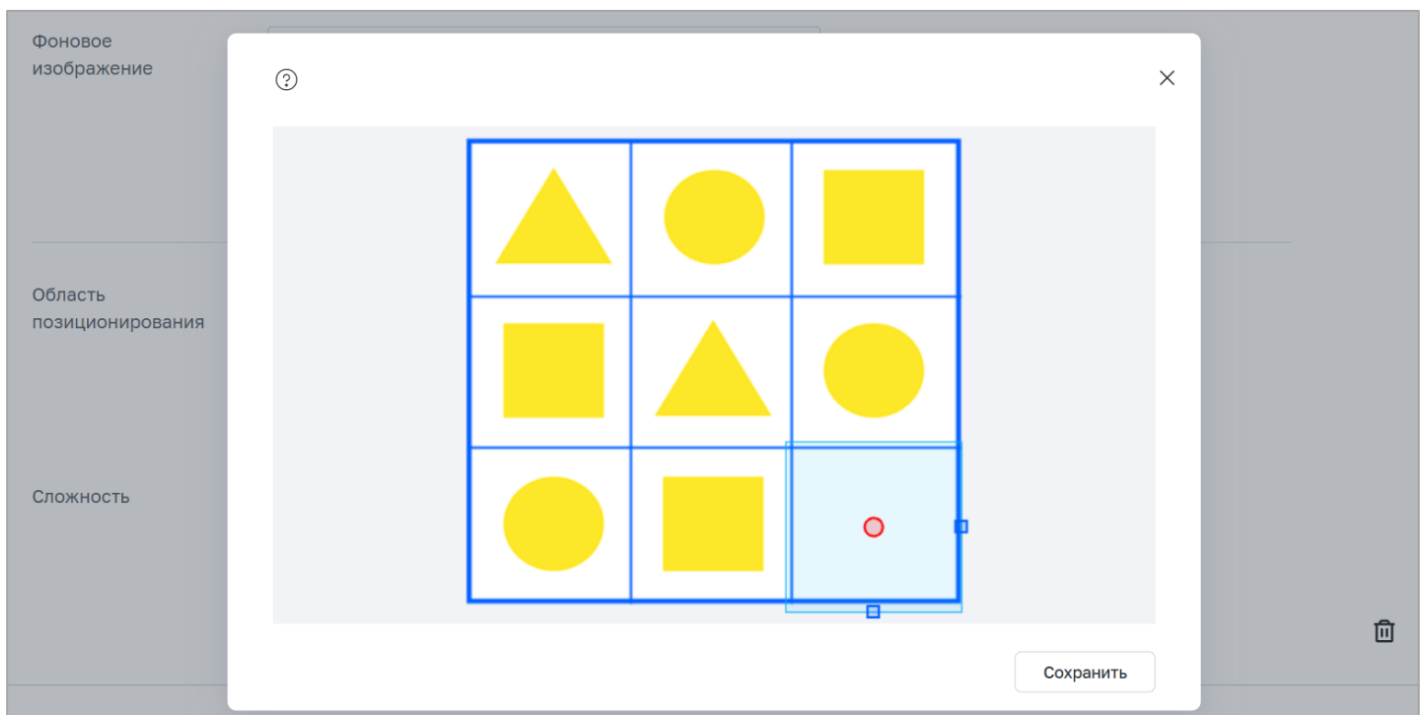 Фоновое
изображение
?
Область
позиционирования
Сложность
Сохранить